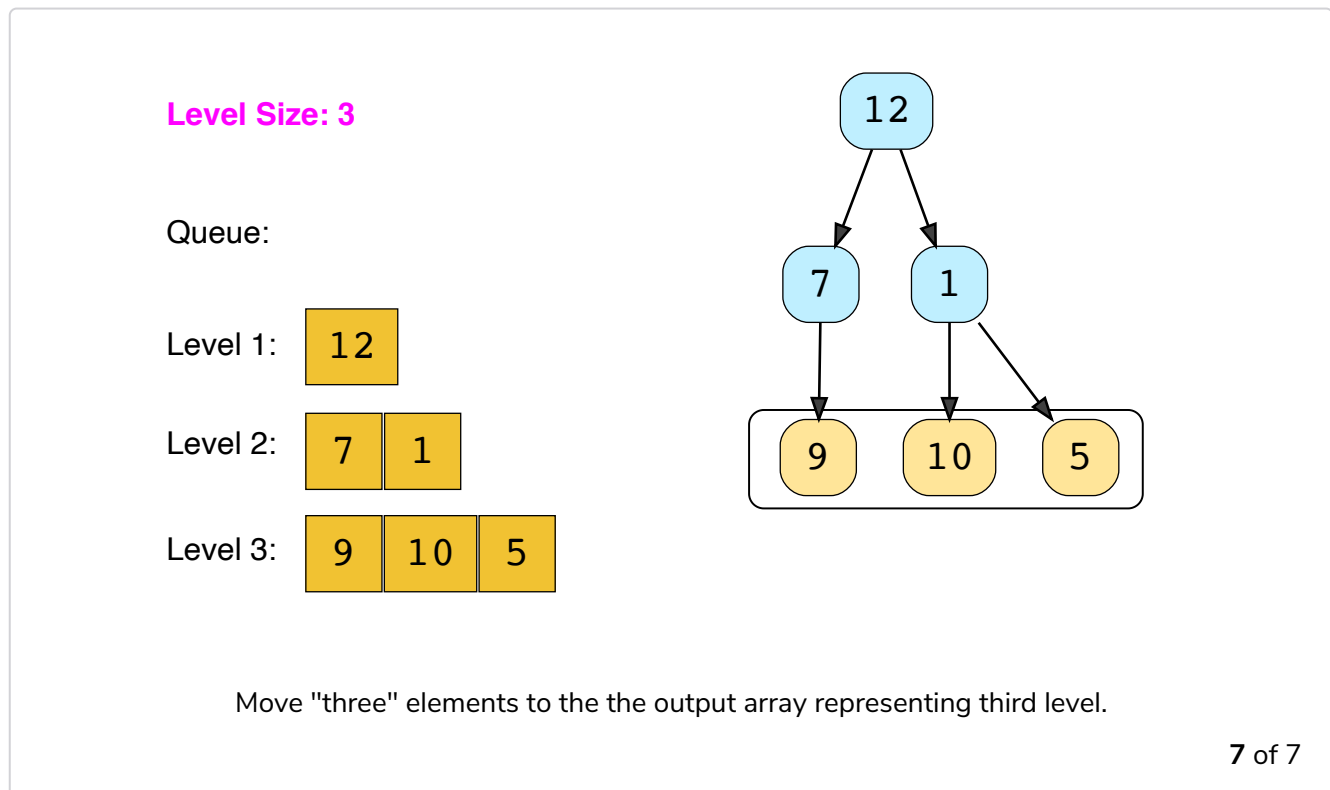 Level Size: 3
12
Queue:
7 1
Level 1: 12
Level 2: 7 1
9 10 5
Level 3: 9 10 5
Move "three" elements to the the output array representing third level.
7 of 7